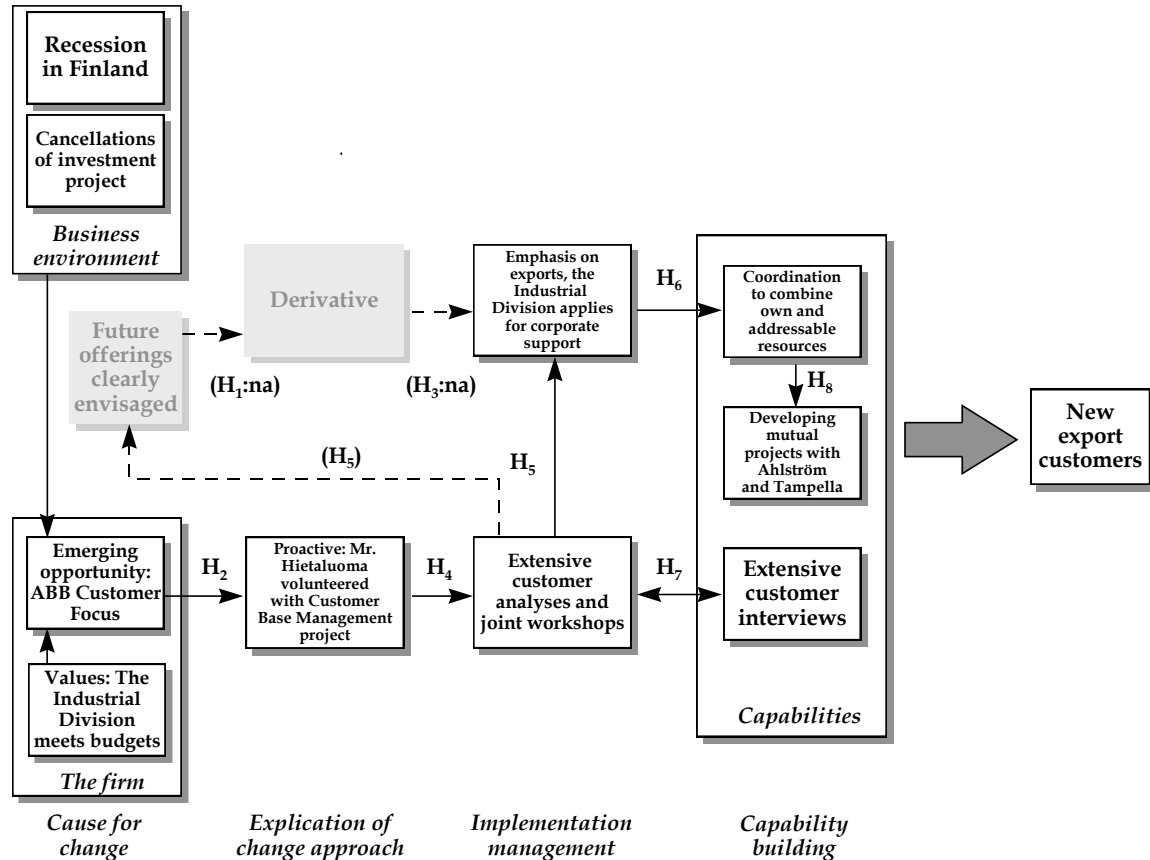 Recession
in Finland
Cancellations
of investment
project
Business
environment
Future
offerings
clearly
envisaged
(H1:na)
Derivative
(H3:na)
Emphasis on
exports, the
Industrial
Division applies
for corporate
support
H6
Coordination
to combine
own and
addressable
resources
H8
Developing
mutual
projects with
Ahlström
and Tampella
New
export
customers
(H5)
H5
Emerging
opportunity:
ABB Customer
Focus
H2
Proactive: Mr.
Hietaluoma
volunteered
with Customer
Base Management
project
H4
Extensive
customer
analyses and
joint workshops
H7
Extensive
customer
interviews
Values: The
Industrial
Division
meets budgets
The firm
Capabilities
Cause for
change
Explication of
change approach
Implementation
management
Capability
building